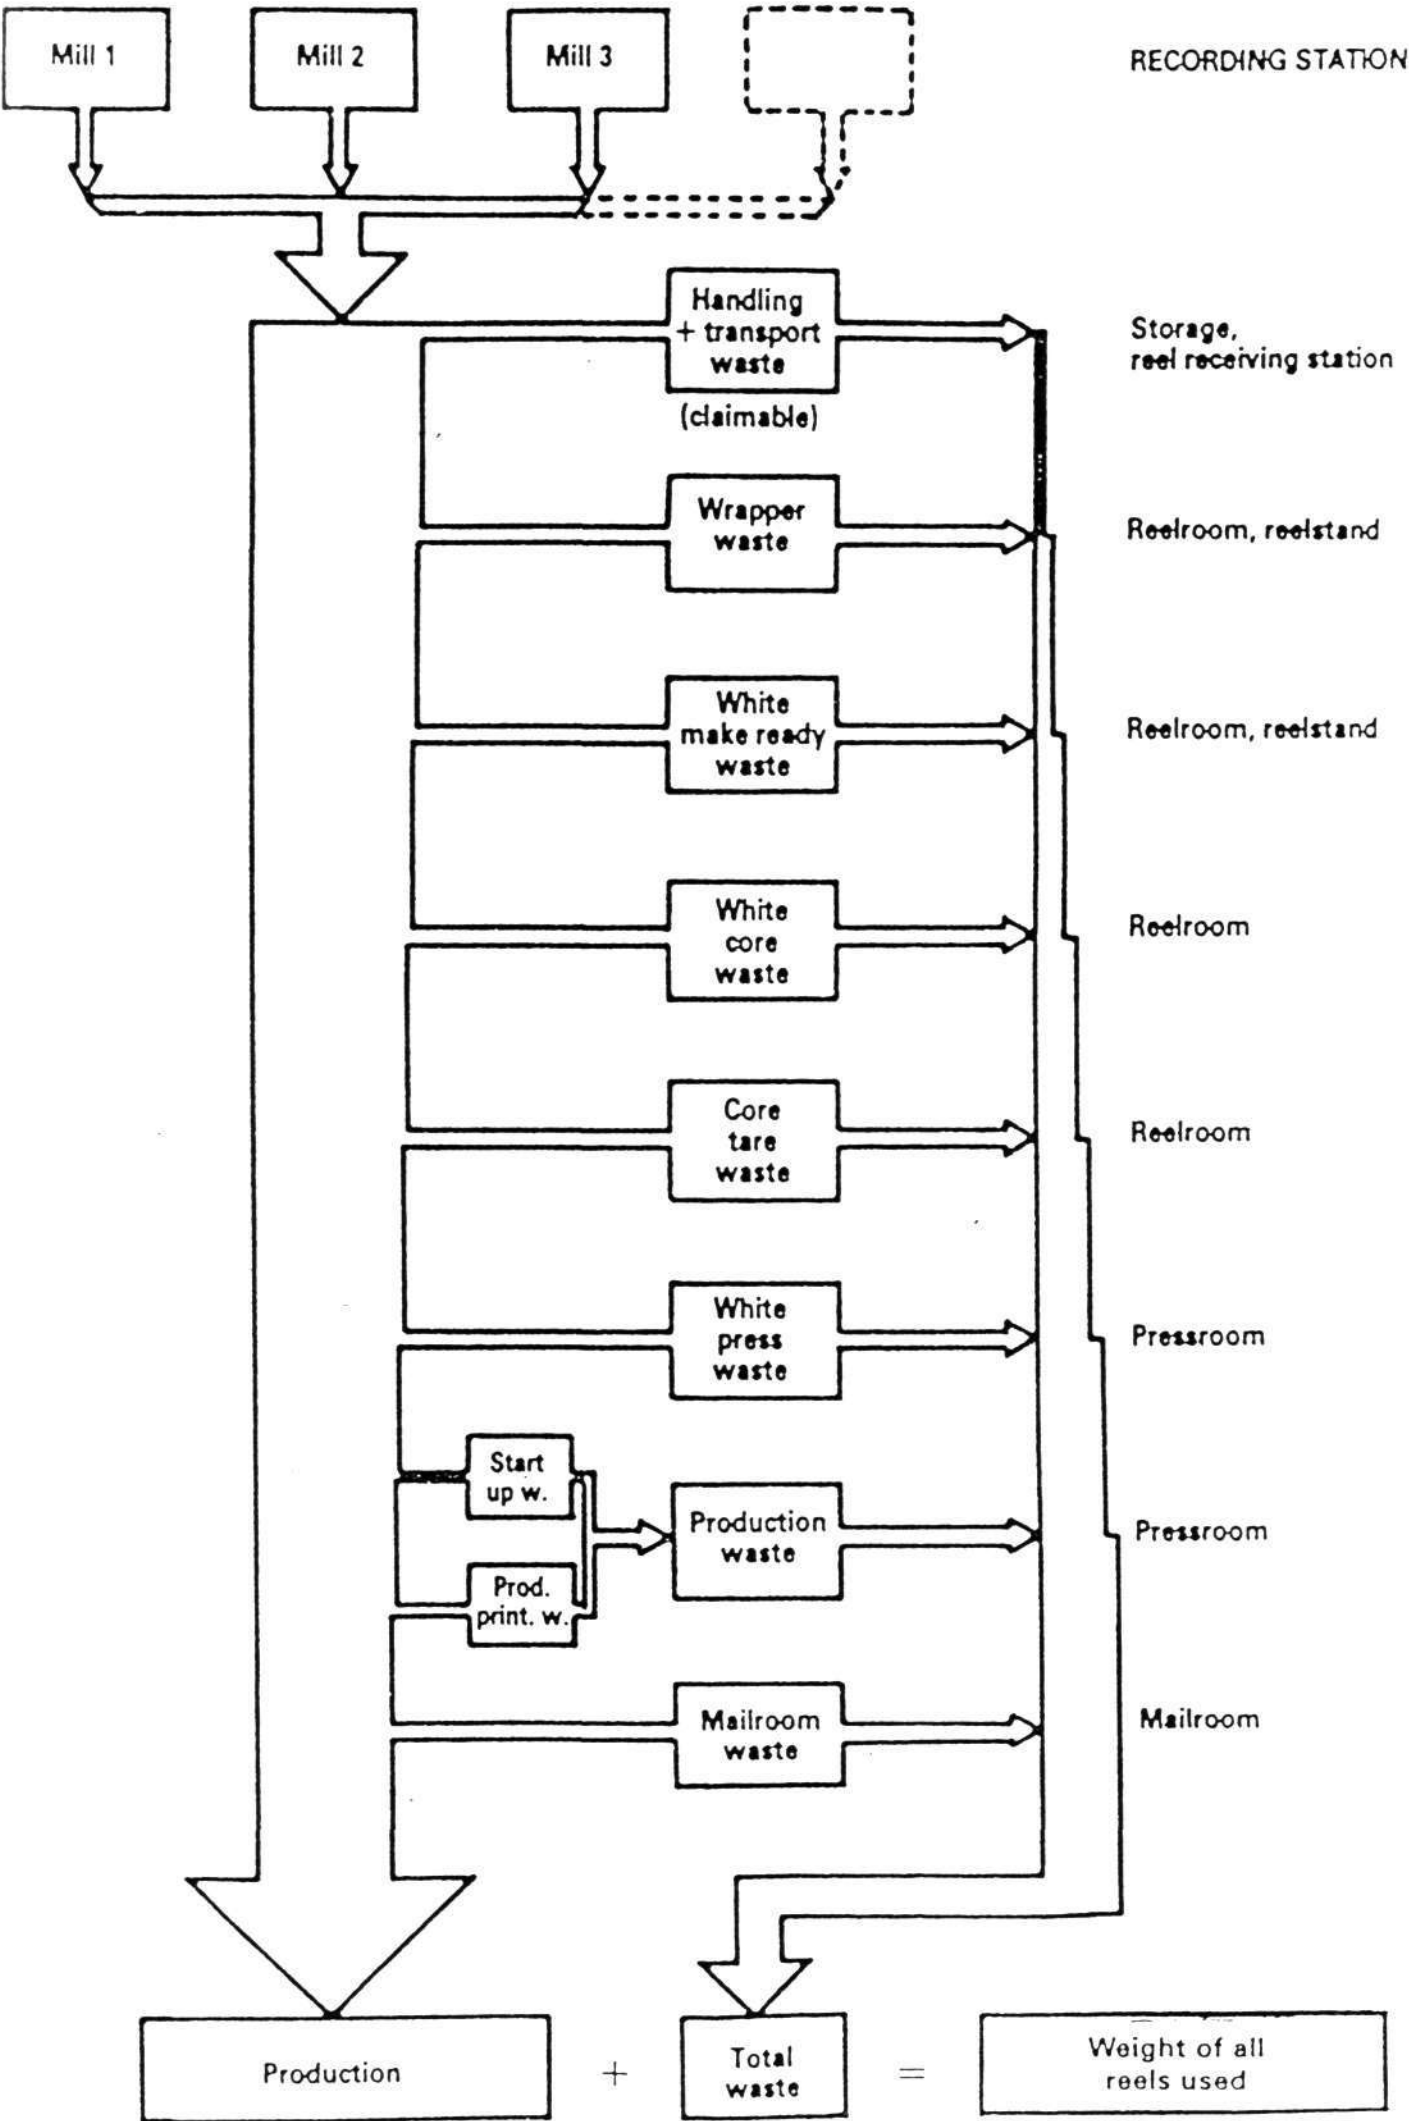 Mill 1
Mill 2
Mill 3
RECORDING STATION
Handling
+ transport
waste
(claimable)
Storage,
reel receiving station
Wrapper
waste
Reelroom, reelstand
White
make ready
waste
Reelroom, reelstand
White
core
waste
Reelroom
Core
tare
waste
Reelroom
White
press
waste
Pressroom
Start
up w.
Prod.
print. w.
Production
waste
Pressroom
Mailroom
waste
Mailroom
Production
+
Total
waste
=
Weight of all
reels used